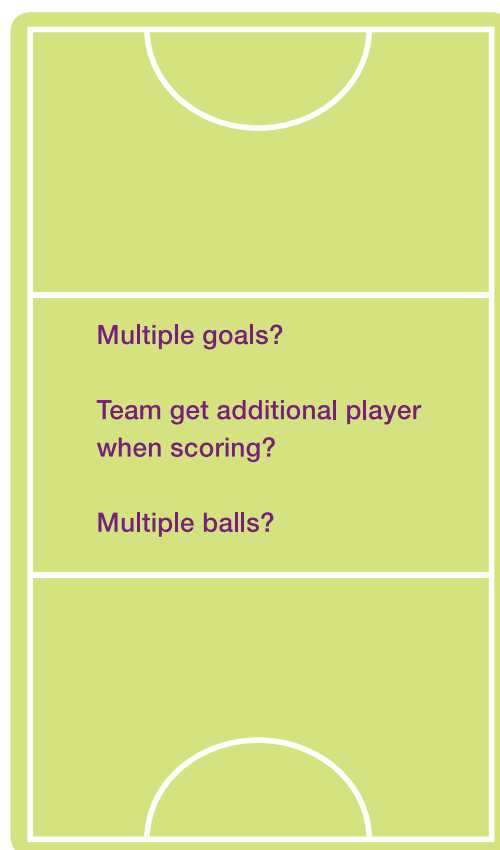 Multiple goals?
Team get additional player
when scoring?
Multiple balls?